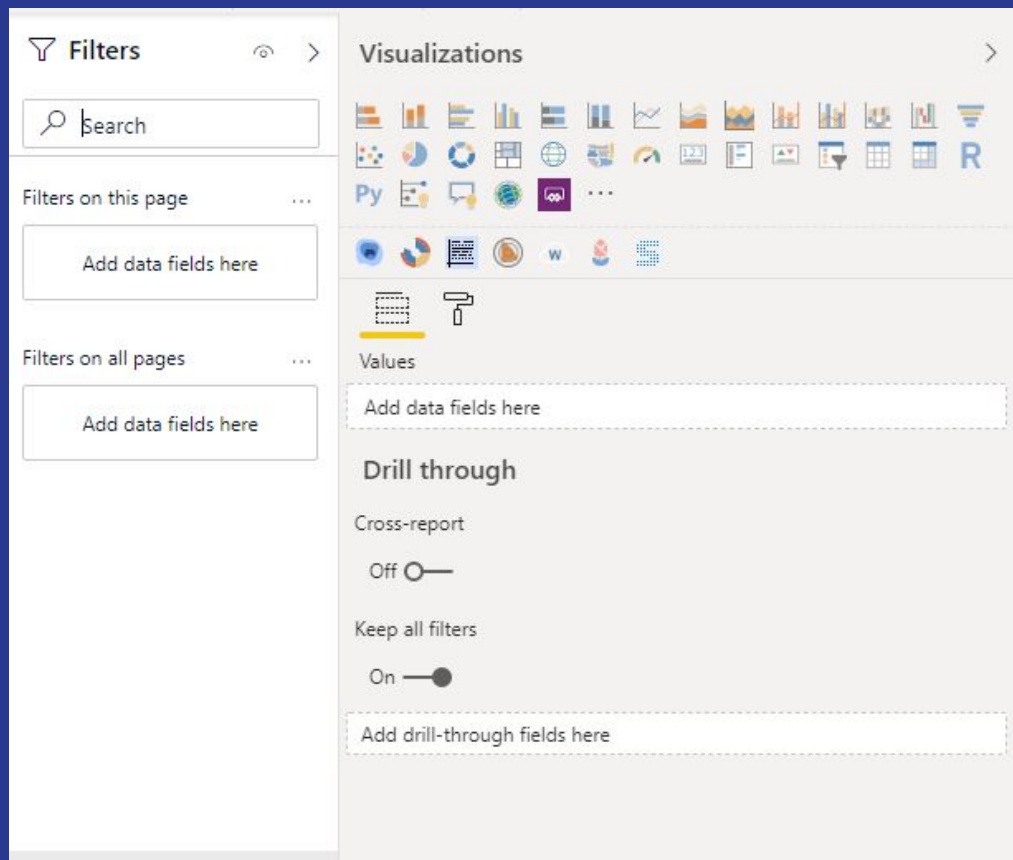 Filters
Search
Filters on this page
...
Add data fields here
Filters on all pages
...
Add data fields here
Visualizations
123
R
Py
...
W
S
Values
Add data fields here
Drill through
Cross-report
Off
Keep all filters
On
Add drill-through fields here